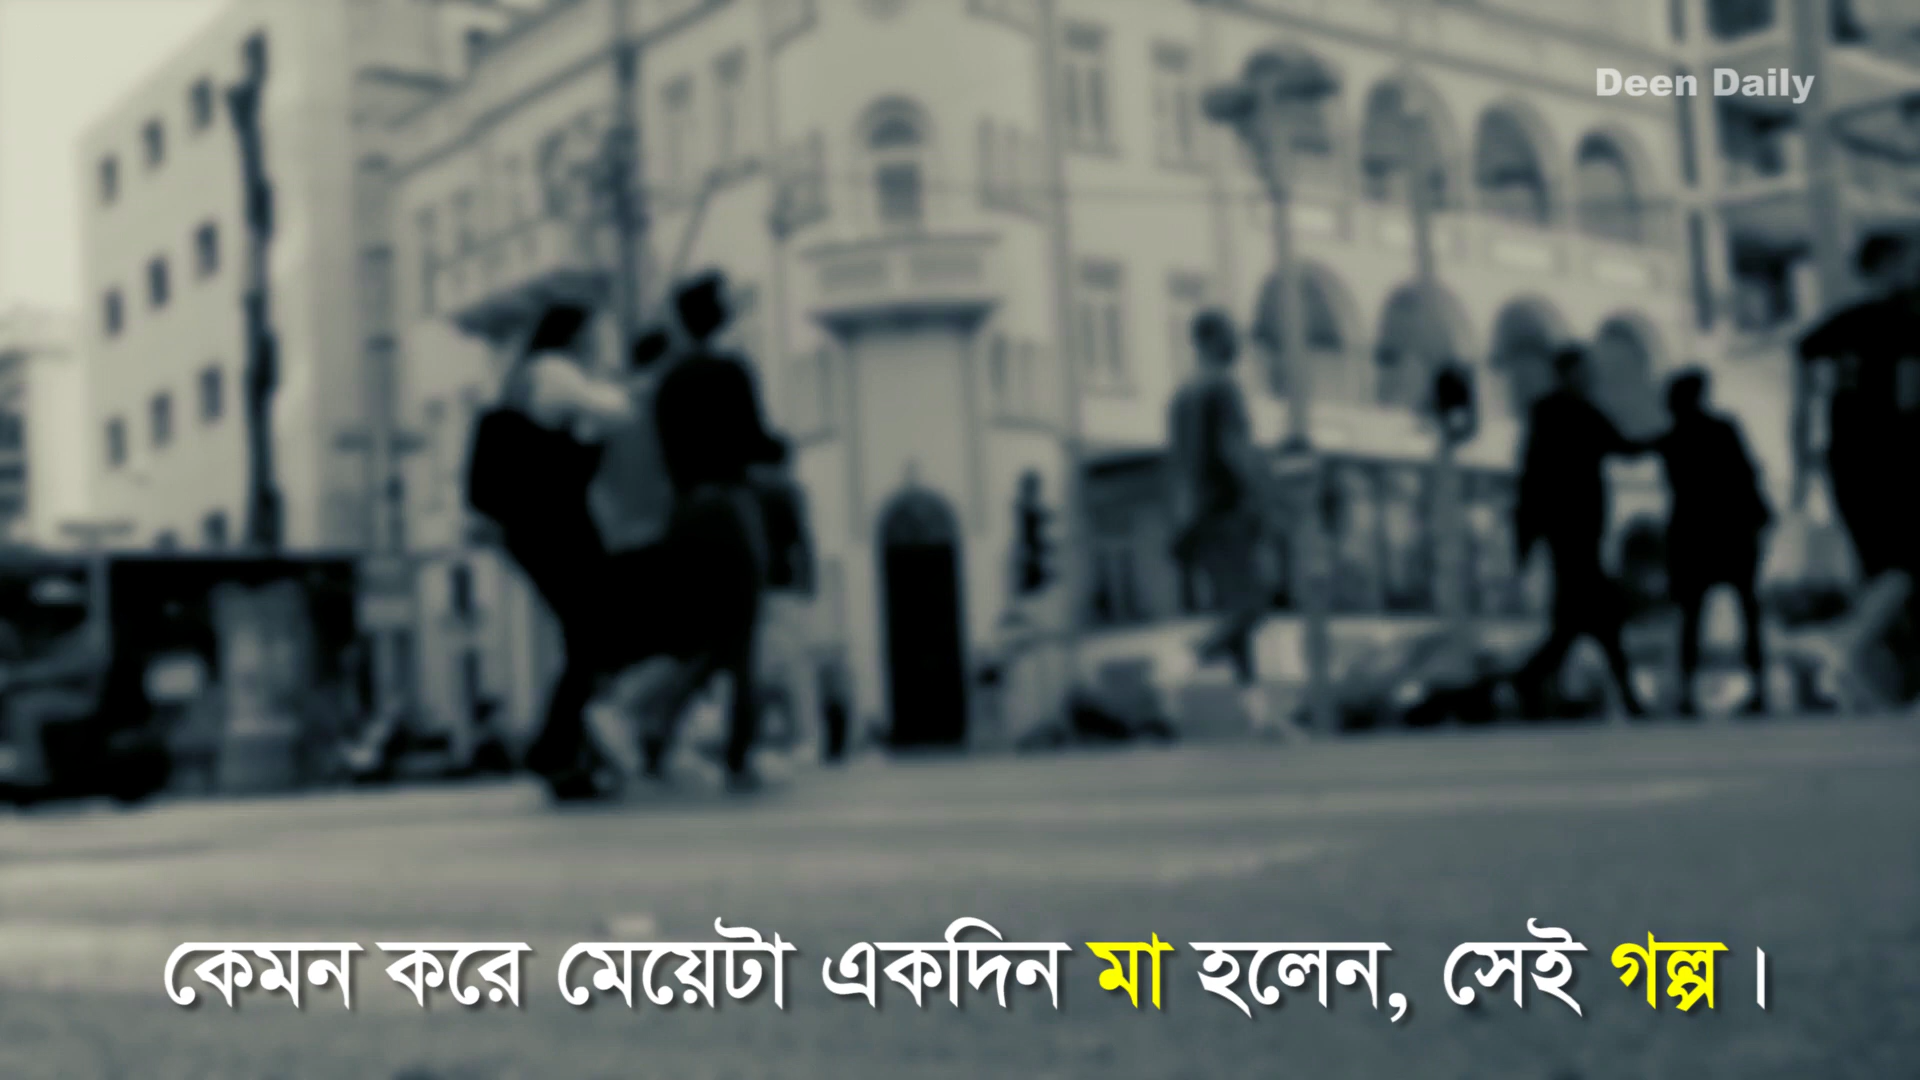 Deen Daily
কেমন করে মেয়েটা একদিন মা হলেন, সেই গল্প।